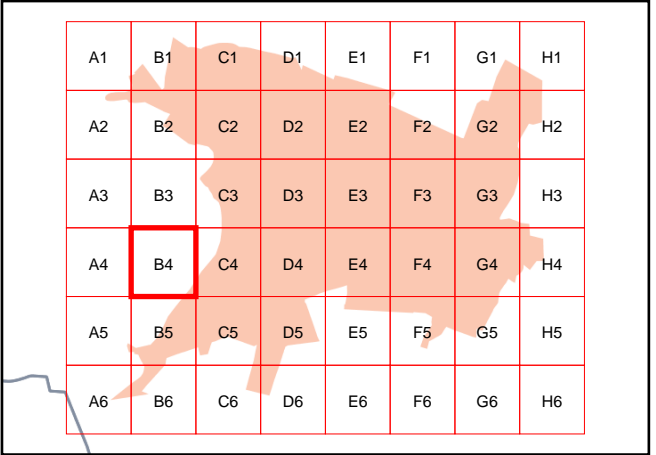 A1 B1 C1 D1 E1 F1 G1 H1
A2 B2 C2 D2 E2 F2 G2 H2
A3 B3 C3 D3 E3 F3 G3 H3
A4 B4 C4 D4 E4 F4 G4 H4
A5 B5 C5 D5 E5 F5 G5 H5
A6 B6 C6 D6 E6 F6 G6 H6